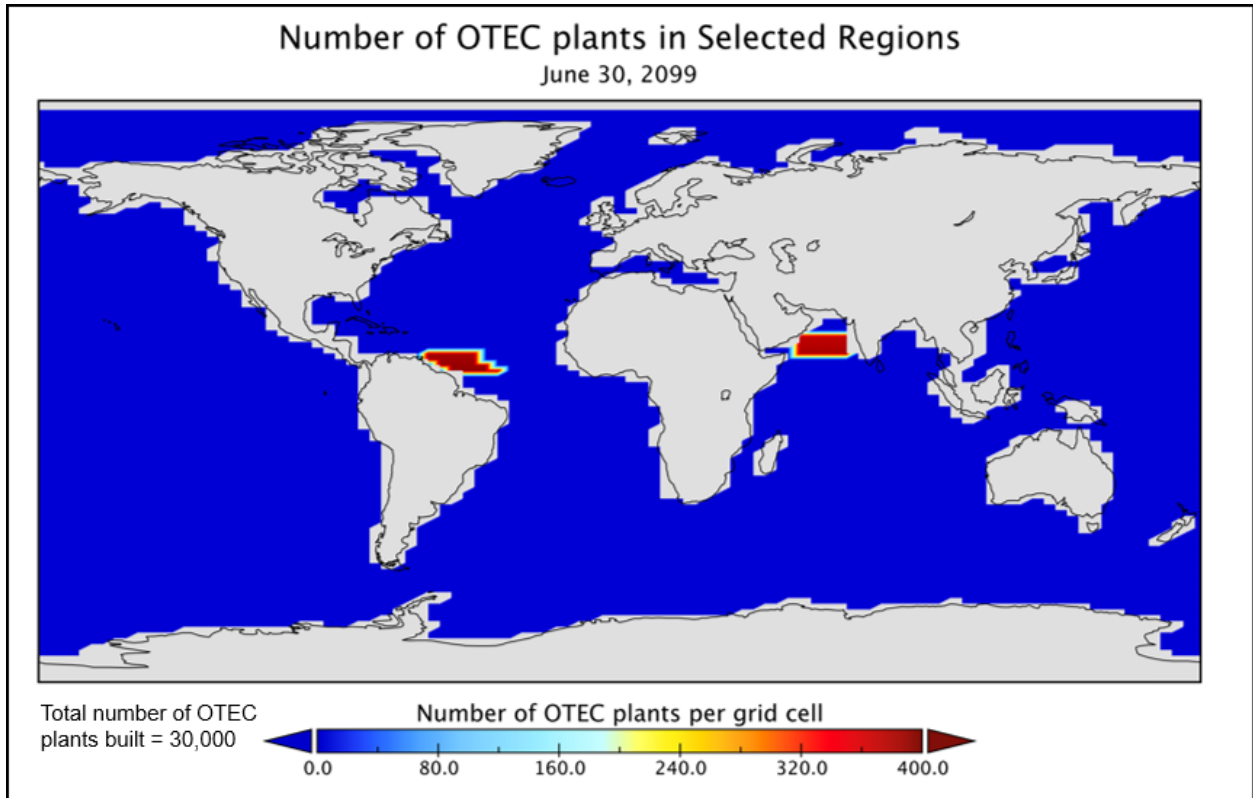 Number of OTEC plants in Selected Regions
June 30, 2099
Total number of OTEC
plants built = 30,000
Number of OTEC plants per grid cell
0.0 80.0 160.0 240.0 320.0 400.0